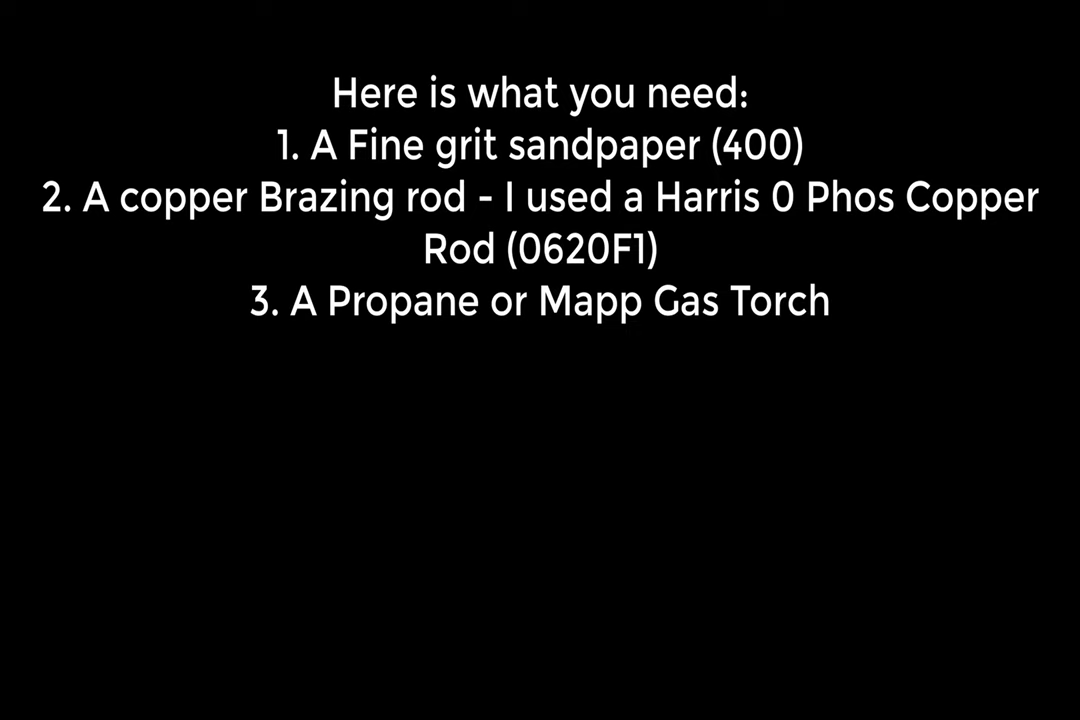 Here is what you need:
1. A Fine grit sandpaper (400)
2. A copper Brazing rod - I used a Harris 0 Phos Copper
Rod (0620F1)
3. A Propane or Mapp Gas Torch